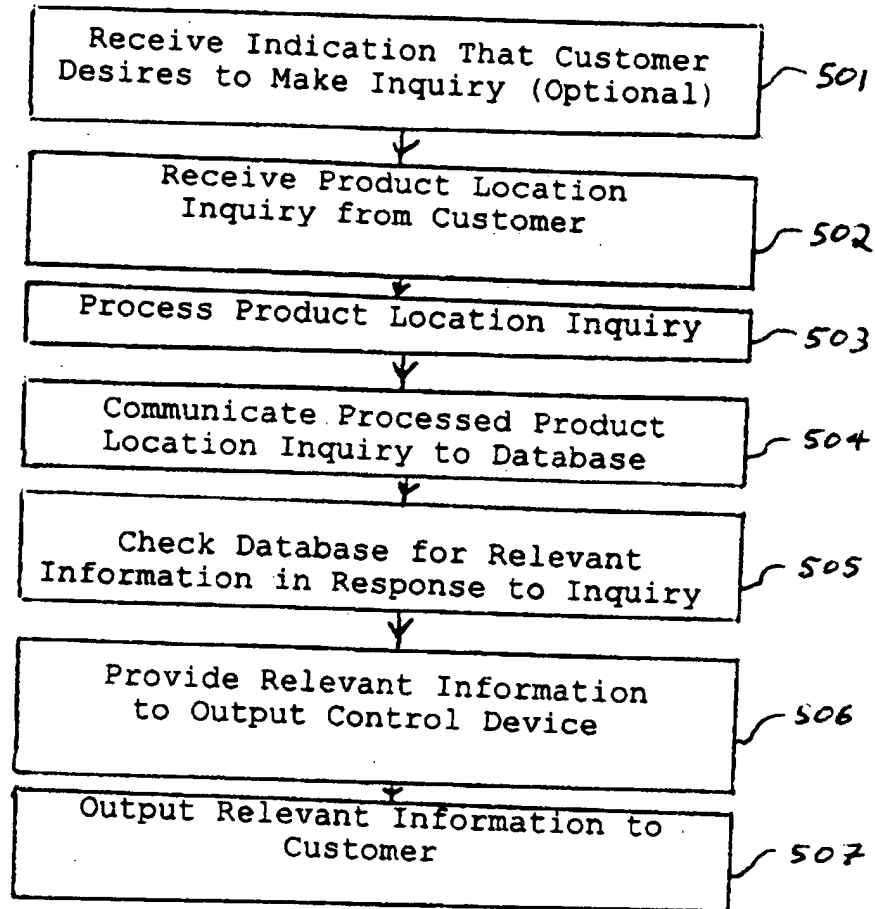 Receive Indication That Customer
Desires to Make Inquiry (Optional)
501
Receive Product Location
Inquiry from Customer
502
Process Product Location Inquiry
503
Communicate Processed Product
Location Inquiry to Database
504
Check Database for Relevant
Information in Response to Inquiry
505
Provide Relevant Information
to Output Control Device
506
Output Relevant Information to
Customer
507